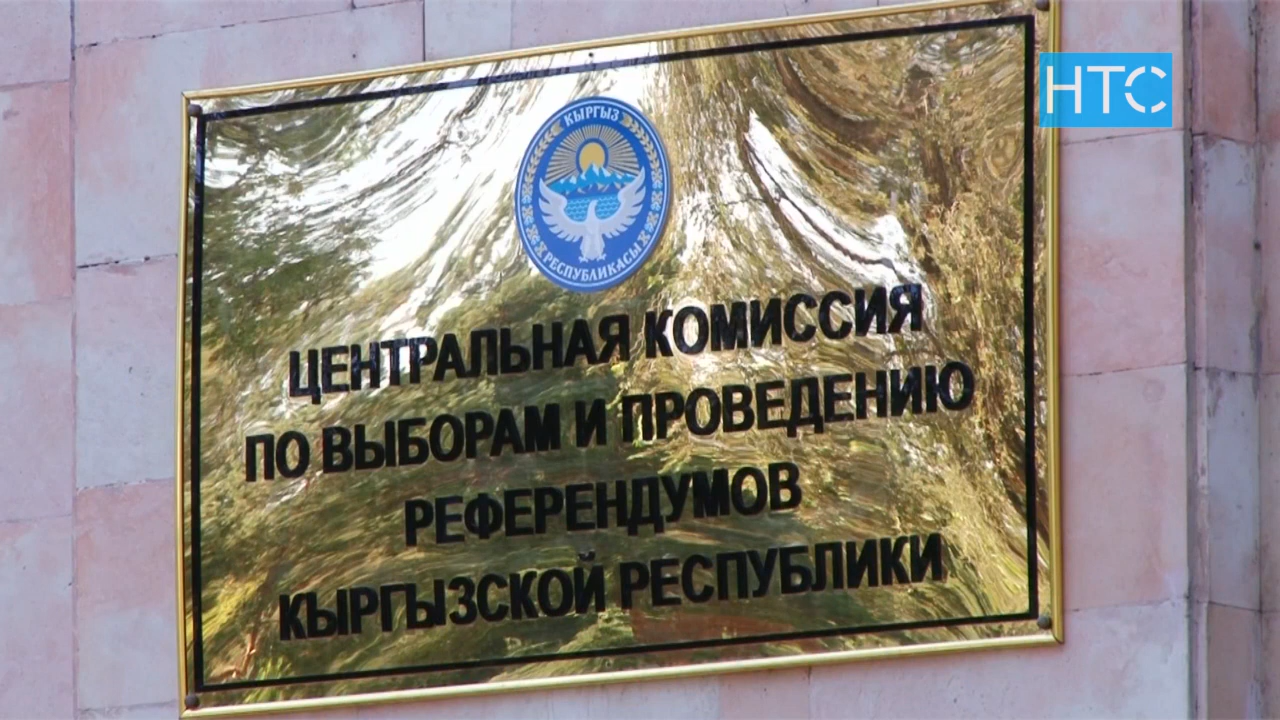 НТС
КЫРГЫЗ
РЕСПУБЛИКАСЫ
ЦЕНТРАЛЬНАЯ КОМИССИЯ
ПО ВЫБОРАМ И ПРОВЕДЕНИЮ
РЕФЕРЕНДУМОВ
КЫРГЫЗСКОЙ РЕСПУБЛИКИ